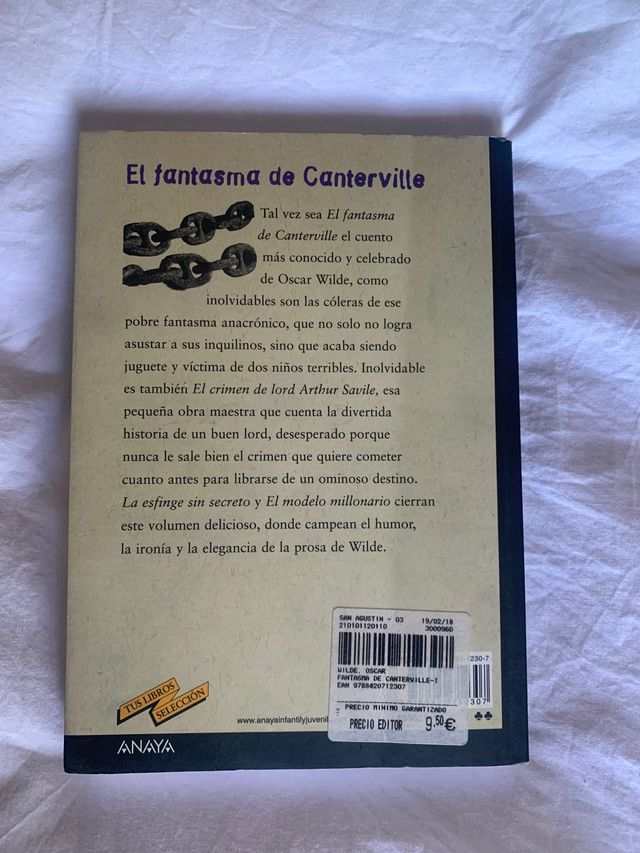 El fantasma de Canterville
Tal vez sea El fantasma
de Canterville el cuento
más conocido y celebrado
de Oscar Wilde, como
inolvidables son las cóleras de ese
pobre fantasma anacrónico, que no solo no logra
asustar a sus inquilinos, sino que acaba siendo
juguete y víctima de dos niños terribles. Inolvidable
es también El crimen de lord Arthur Savile, esa
pequeña obra maestra que cuenta la divertida
historia de un buen lord, desesperado porque
nunca le sale bien el crimen que quiere cometer
cuanto antes para librarse de un ominoso destino.
La esfinge sin secreto y El modelo millonario cierran
este volumen delicioso, donde campean el humor,
la ironía y la elegancia de la prosa de Wilde.
SAN AGUSTIN - 03 19/02/18
210101120110 3000960
WILDE, OSCAR
FANTASMA DE CANTERVILLE-T
EAN 9788420712307
PRECIO MINIMO GARANTIZADO
PRECIO EDITOR 9,50€
230-7
307
TUS LIBROS
SELECCIÓN
www.anayainfantilyjuvenil
ANAYA